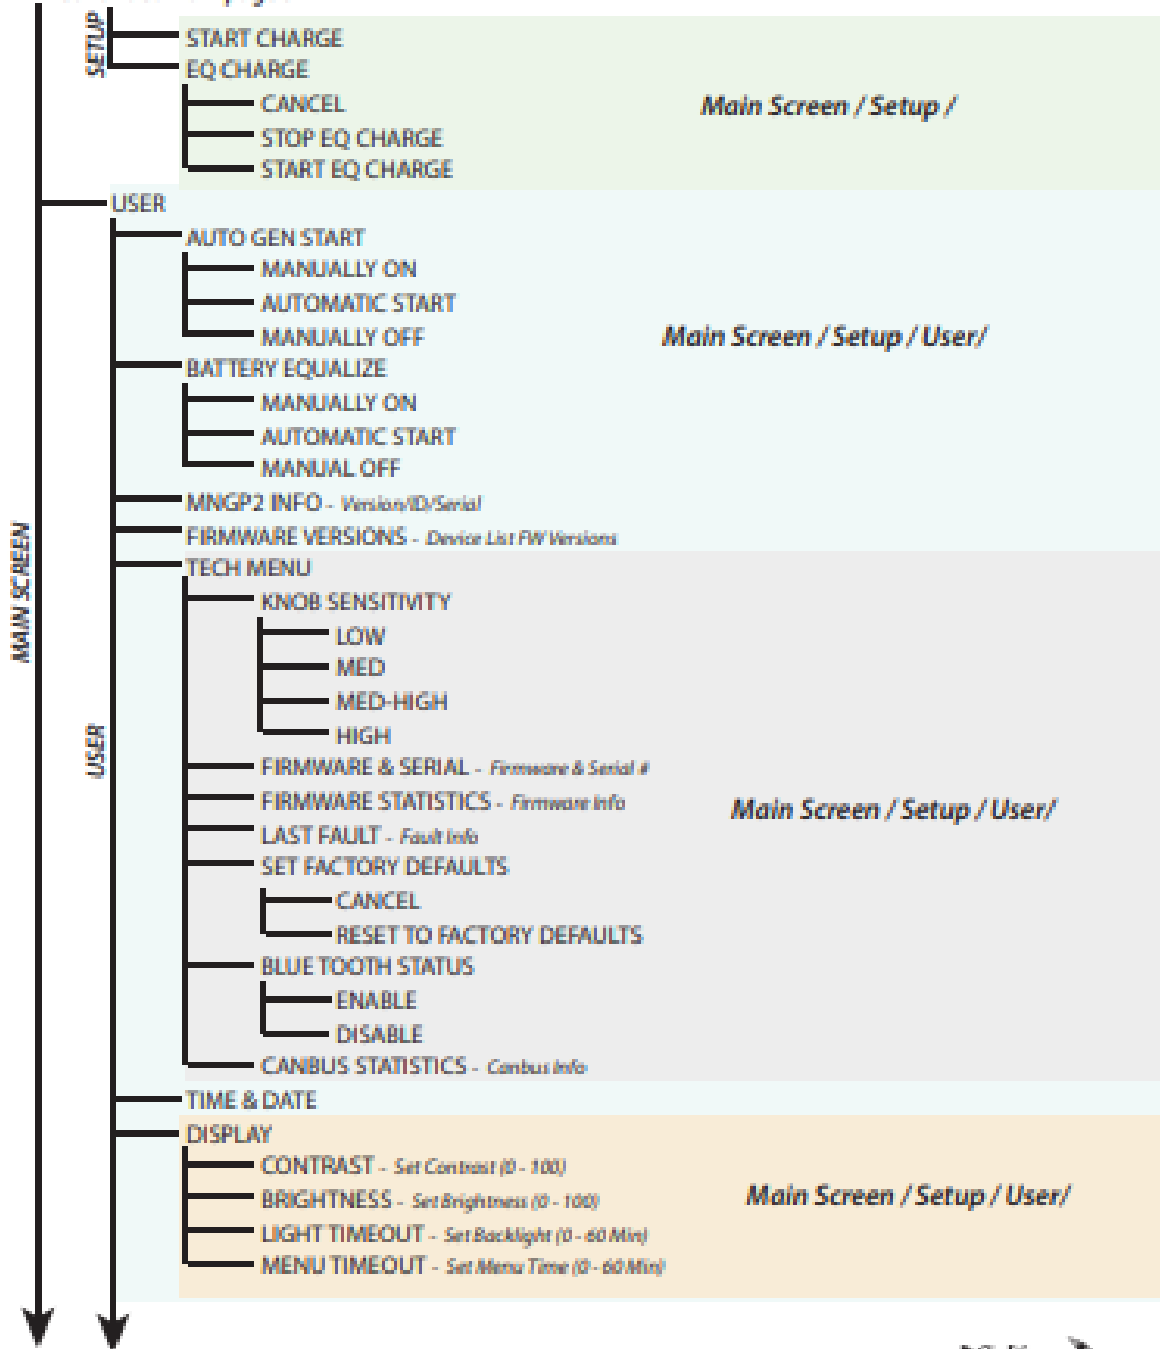 SETUP
START CHARGE
EQ CHARGE
CANCEL
Main Screen / Setup /
STOP EQ CHARGE
START EQ CHARGE
USER
AUTO GEN START
MANUALLY ON
AUTOMATIC START
MANUALLY OFF
Main Screen / Setup / User/
BATTERY EQUALIZE
MANUALLY ON
AUTOMATIC START
MANUAL OFF
MNGP2 INFO - Version/ID/Serial
FIRMWARE VERSIONS - Device List FW Versions
MAIN SCREEN
TECH MENU
KNOB SENSITIVITY
LOW
MED
MED-HIGH
HIGH
USER
FIRMWARE & SERIAL - Firmware & Serial #
FIRMWARE STATISTICS - Firmware Info
Main Screen / Setup / User/
LAST FAULT - Fault Info
SET FACTORY DEFAULTS
CANCEL
RESET TO FACTORY DEFAULTS
BLUE TOOTH STATUS
ENABLE
DISABLE
CANBUS STATISTICS - Canbus Info
TIME & DATE
DISPLAY
CONTRAST - Set Contrast (0 - 100)
BRIGHTNESS - Set Brightness (0 - 100)
Main Screen / Setup / User/
LIGHT TIMEOUT - Set Backlight (0 - 60 Min)
MENU TIMEOUT - Set Menu Time (0 - 60 Min)